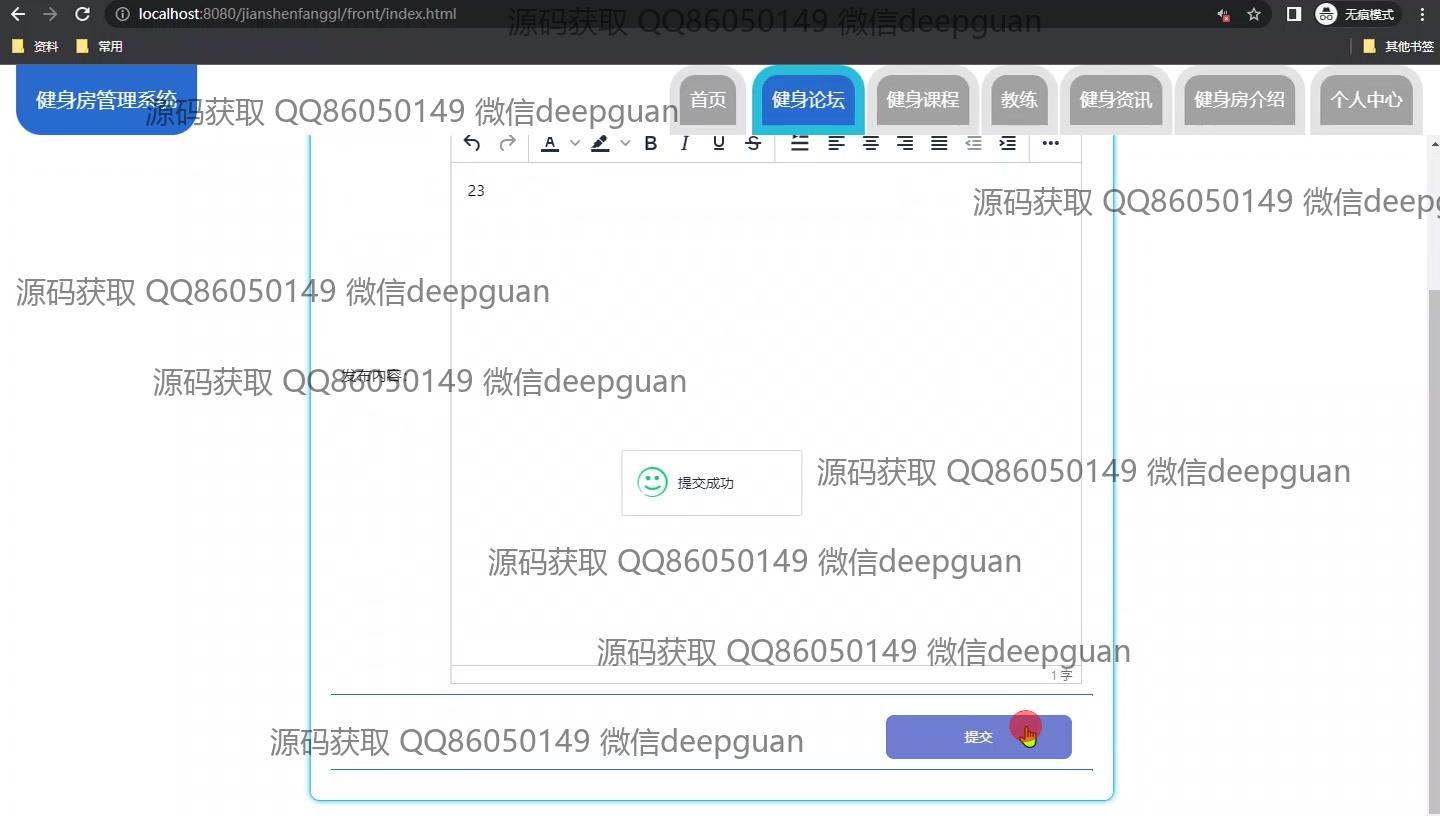 localhost:8080/jianshenfanggl/front/index.html
无痕模式
源码获取 QQ86050149 微信deepguan
资料
常用
其他书签
健身房管理系统
首页
健身论坛
健身课程
教练
健身资讯
健身房介绍
个人中心
源码获取 QQ86050149 微信deepguan
A
B
I
U
S
23
源码获取 QQ86050149 微信deepg
源码获取 QQ86050149 微信deepguan
发布内容:
源码获取 QQ86050149 微信deepguan
提交成功
源码获取 QQ86050149 微信deepguan
源码获取 QQ86050149 微信deepguan
源码获取 QQ86050149 微信deepguan
1 字
提交
源码获取 QQ86050149 微信deepguan